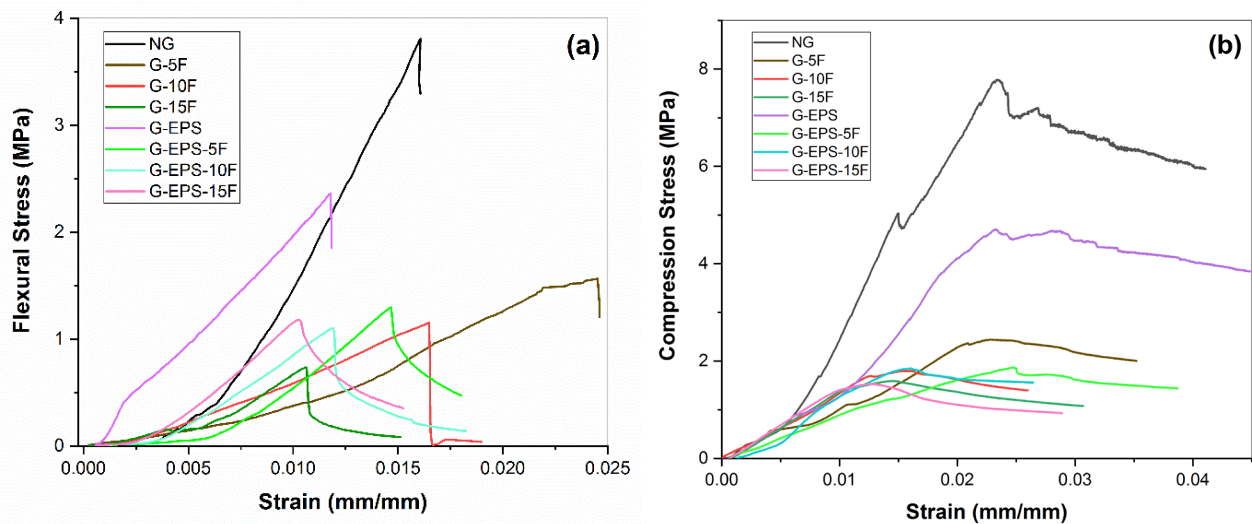 (a)
4
3
2
1
0
Flexural Stress (MPa)
NG
G-5F
G-10F
G-15F
G-EPS
G-EPS-5F
G-EPS-10F
G-EPS-15F
0.000 0.005 0.010 0.015 0.020 0.025
Strain (mm/mm)
(b)
8
6
4
2
0
Compression Stress (MPa)
NG
G-5F
G-10F
G-15F
G-EPS
G-EPS-5F
G-EPS-10F
G-EPS-15F
0.00 0.01 0.02 0.03 0.04
Strain (mm/mm)